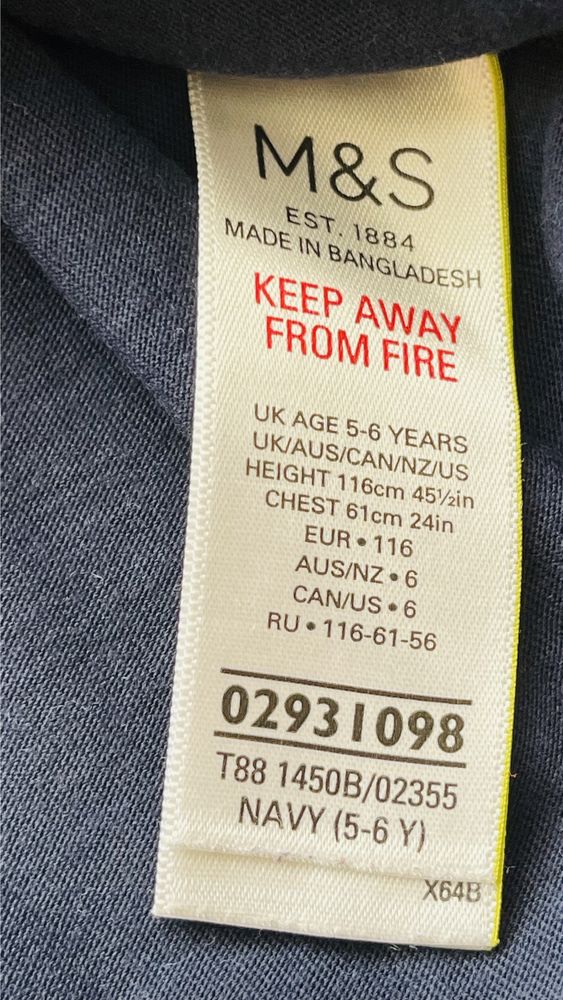 M&S
EST. 1884
MADE IN BANGLADESH
KEEP AWAY
FROM FIRE
UK AGE 5-6 YEARS
UK/AUS/CAN/NZ/US
HEIGHT 116cm 45½in
CHEST 61cm 24in
EUR • 116
AUS/NZ • 6
CAN/US • 6
RU • 116-61-56
02931098
T88 1450B/02355
NAVY (5-6 Y)
X64B